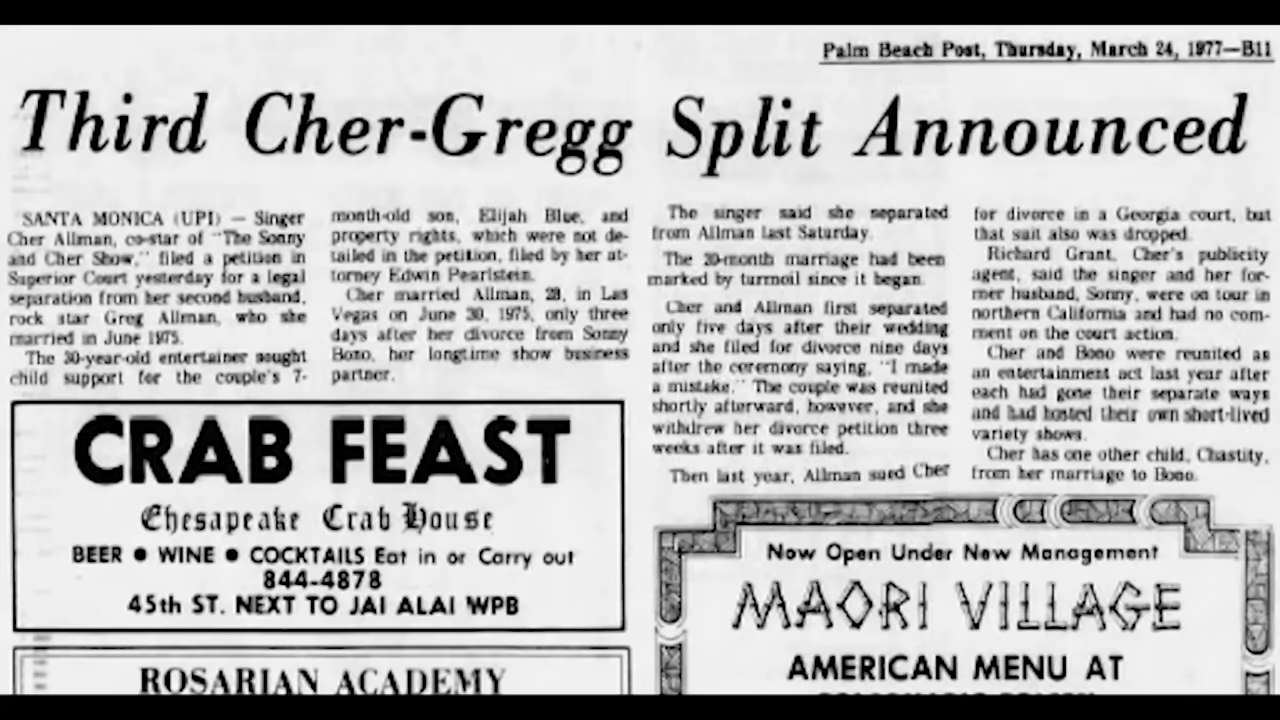 Palm Beach Post, Thursday, March 24, 1977—B11
Third Cher-Gregg Split Announced
SANTA MONICA (UPI) — Singer
Cher Allman, co-star of "The Sonny
and Cher Show," filed a petition in
Superior Court yesterday for a legal
separation from her second husband,
rock star Greg Allman, who she
married in June 1975.
The 30-year-old entertainer sought
child support for the couple's 7-
month-old son, Elijah Blue, and
property rights, which were not de-
tailed in the petition, filed by her at-
torney Edwin Pearlstein.
Cher married Allman, 28, in Las
Vegas on June 30, 1975, only three
days after her divorce from Sonny
Bono, her longtime show business
partner.
The singer said she separated
from Allman last Saturday.
The 20-month marriage had been
marked by turmoil since it began.
Cher and Allman first separated
only five days after their wedding
and she filed for divorce nine days
after the ceremony saying, "I made
a mistake." The couple was reunited
shortly afterward, however, and she
withdrew her divorce petition three
weeks after it was filed.
Then last year, Allman sued Cher
for divorce in a Georgia court, but
that suit also was dropped.
Richard Grant, Cher's publicity
agent, said the singer and her for-
mer husband, Sonny, were on tour in
northern California and had no com-
ment on the court action.
Cher and Bono were reunited as
an entertainment act last year after
each had gone their separate ways
and had hosted their own short-lived
variety shows.
Cher has one other child, Chastity,
from her marriage to Bono.
CRAB FEAST
Chesapeake Crab House
BEER • WINE • COCKTAILS Eat in or Carry out
844-4878
45th ST. NEXT TO JAI ALAI WPB
ROSARIAN ACADEMY
Now Open Under New Management
MAORI VILLAGE
AMERICAN MENU AT